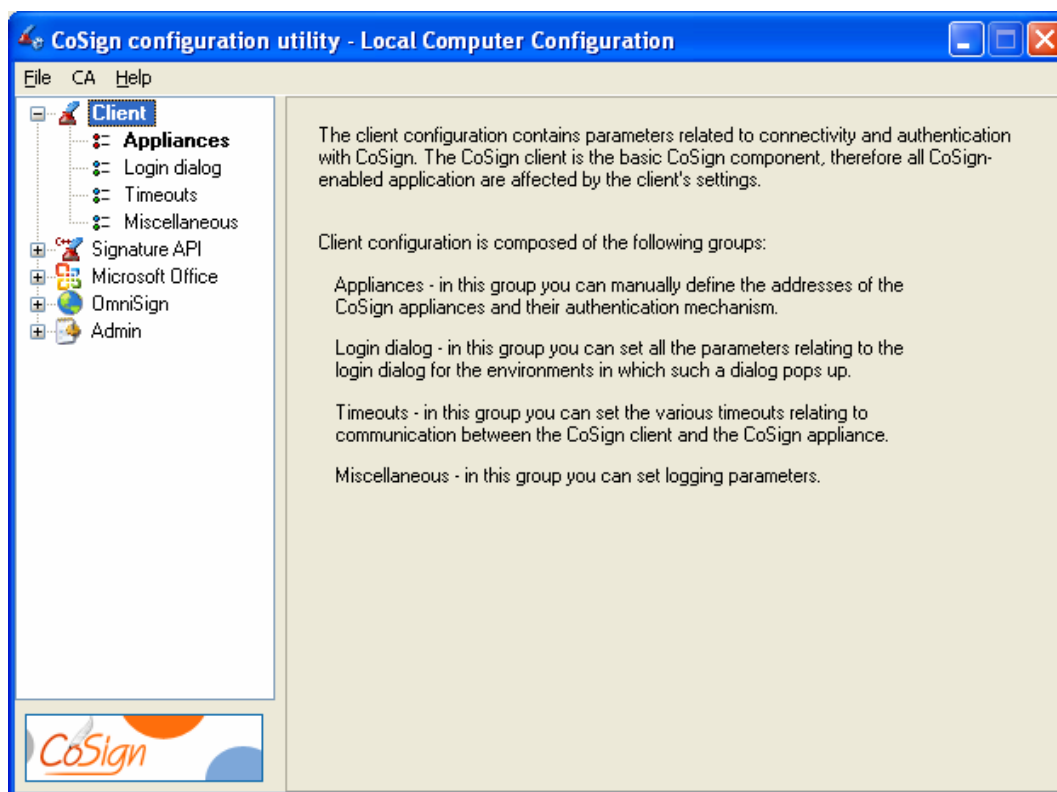 CoSign configuration utility - Local Computer Configuration
File CA Help
Client
Appliances
Login dialog
Timeouts
Miscellaneous
Signature API
Microsoft Office
OmniSign
Admin
The client configuration contains parameters related to connectivity and authentication
with CoSign. The CoSign client is the basic CoSign component, therefore all CoSign-
enabled application are affected by the client's settings.
Client configuration is composed of the following groups:
Appliances - in this group you can manually define the addresses of the
CoSign appliances and their authentication mechanism.
Login dialog - in this group you can set all the parameters relating to the
login dialog for the environments in which such a dialog pops up.
Timeouts - in this group you can set the various timeouts relating to
communication between the CoSign client and the CoSign appliance.
Miscellaneous - in this group you can set logging parameters.
CoSign